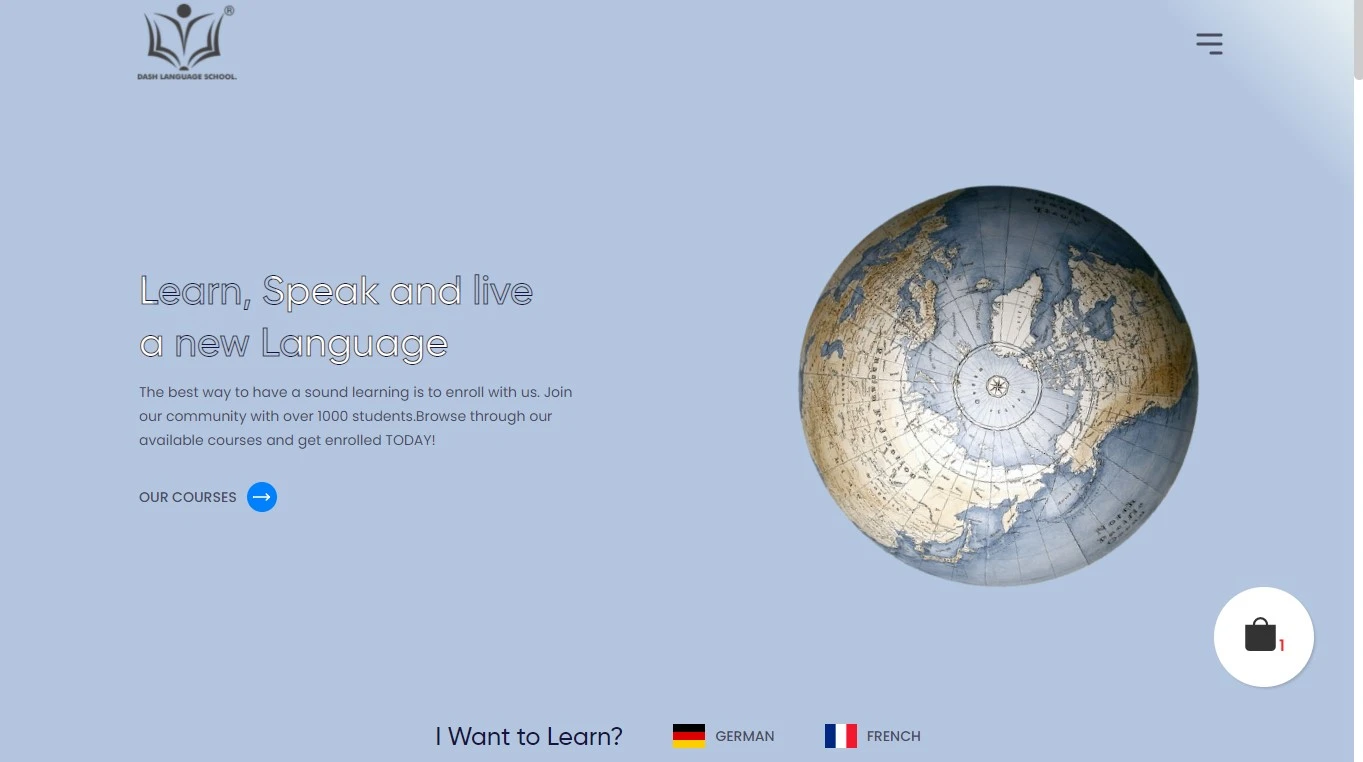 ®
DASH LANGUAGE SCHOOL.
Learn, Speak and live
a new Language
The best way to have a sound learning is to enroll with us. Join
our community with over 1000 students.Browse through our
available courses and get enrolled TODAY!
OUR COURSES
1
I Want to Learn?
GERMAN
FRENCH